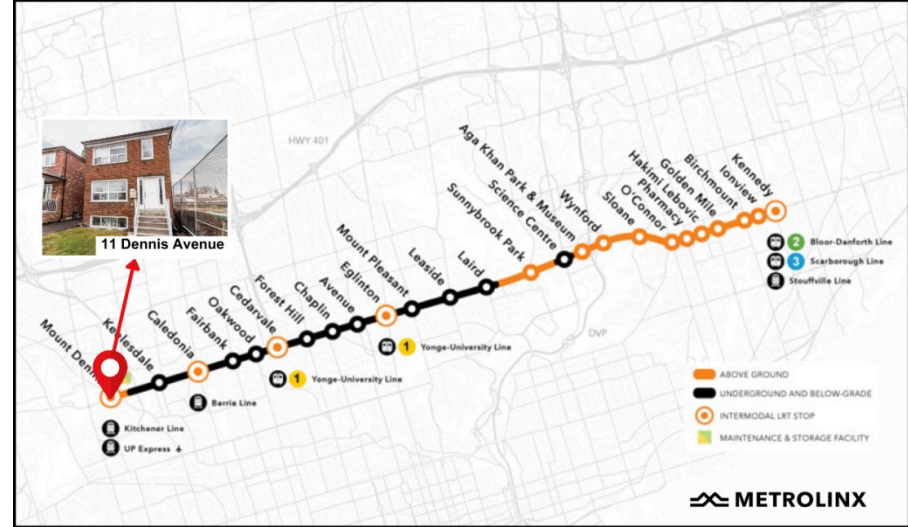 HWY 401
11 Dennis Avenue
Mount Dennis
Keelesdale
Caledonia
Fairbank
Oakwood
Cedarvale
Forest Hill
Chaplin
Avenue
Eglinton
Mount Pleasant
Leaside
Laird
Sunnybrook Park
Science Centre
Aga Khan Park & Museum
Wynford
Sloane
O'Connor
Pharmacy
Hakimi Lebovic
Golden Mile
Birchmount
Ionview
Kennedy
2 Bloor-Danforth Line
3 Scarborough Line
Stouffville Line
1 Yonge-University Line
1 Yonge-University Line
Barrie Line
Kitchener Line
UP Express
DVP
ABOVE GROUND
UNDERGROUND AND BELOW-GRADE
INTERMODAL LRT STOP
MAINTENANCE & STORAGE FACILITY
METROLINX